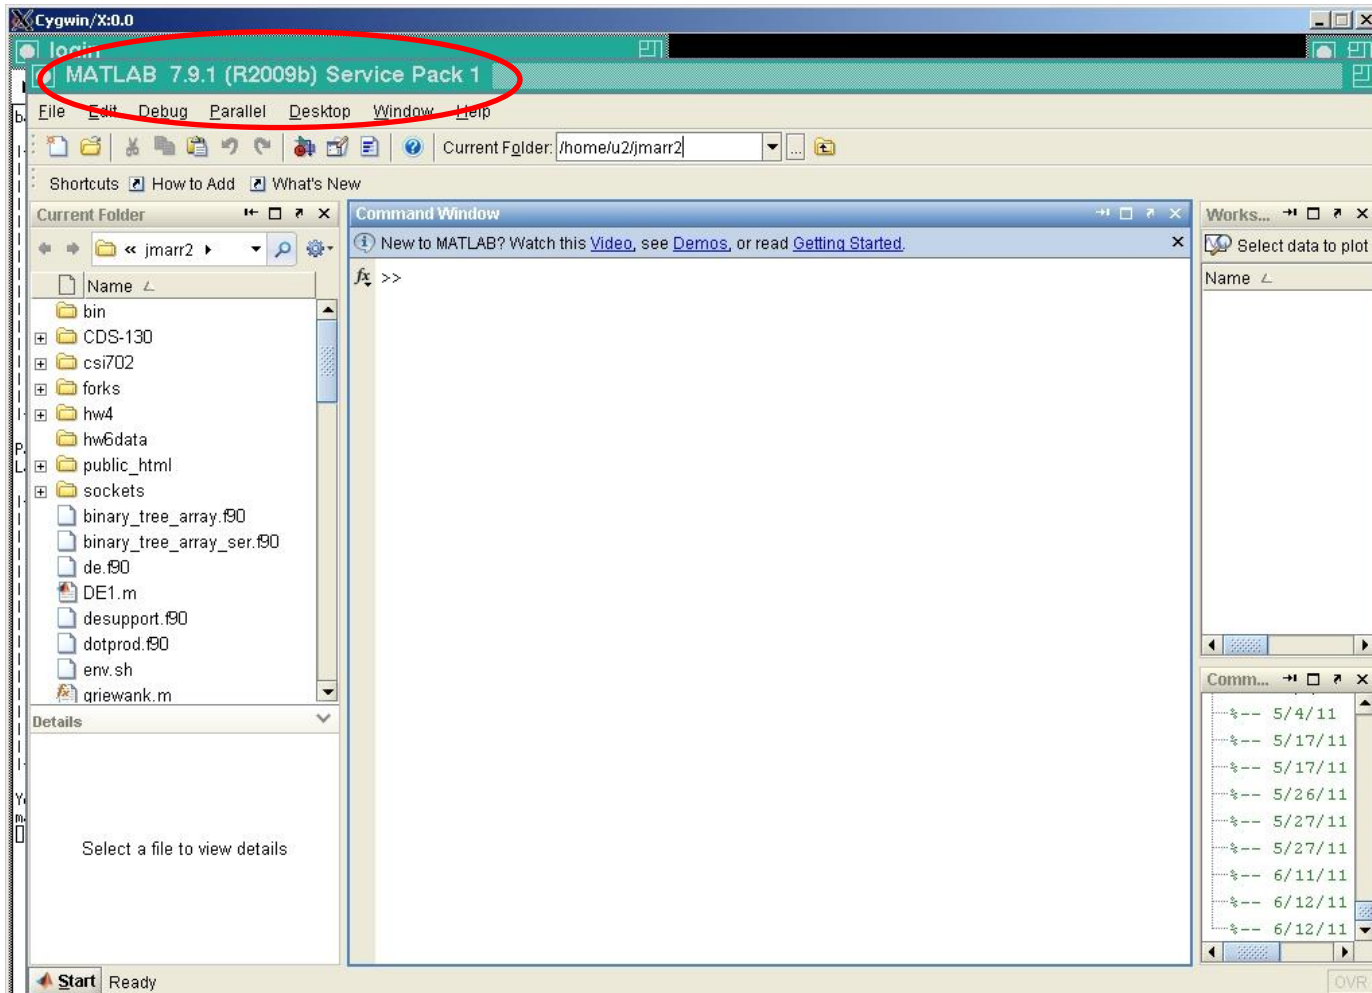 Cygwin/X:0.0
login
MATLAB 7.9.1 (R2009b) Service Pack 1
File Edit Debug Parallel Desktop Window Help
Current Folder: /home/u2/jmarr2
Shortcuts How to Add What's New
Current Folder
« jmarr2
Name
bin
CDS-130
csi702
forks
hw4
hw6data
public_html
sockets
binary_tree_array.f90
binary_tree_array_ser.f90
de.f90
DE1.m
desupport.f90
dotprod.f90
env.sh
griewank.m
Details
Select a file to view details
Command Window
New to MATLAB? Watch this Video, see Demos, or read Getting Started.
fx >>
Works...
Select data to plot
Name
Comm...
%-- 5/4/11
%-- 5/17/11
%-- 5/17/11
%-- 5/26/11
%-- 5/27/11
%-- 5/27/11
%-- 6/11/11
%-- 6/12/11
%-- 6/12/11
Start Ready
OVR